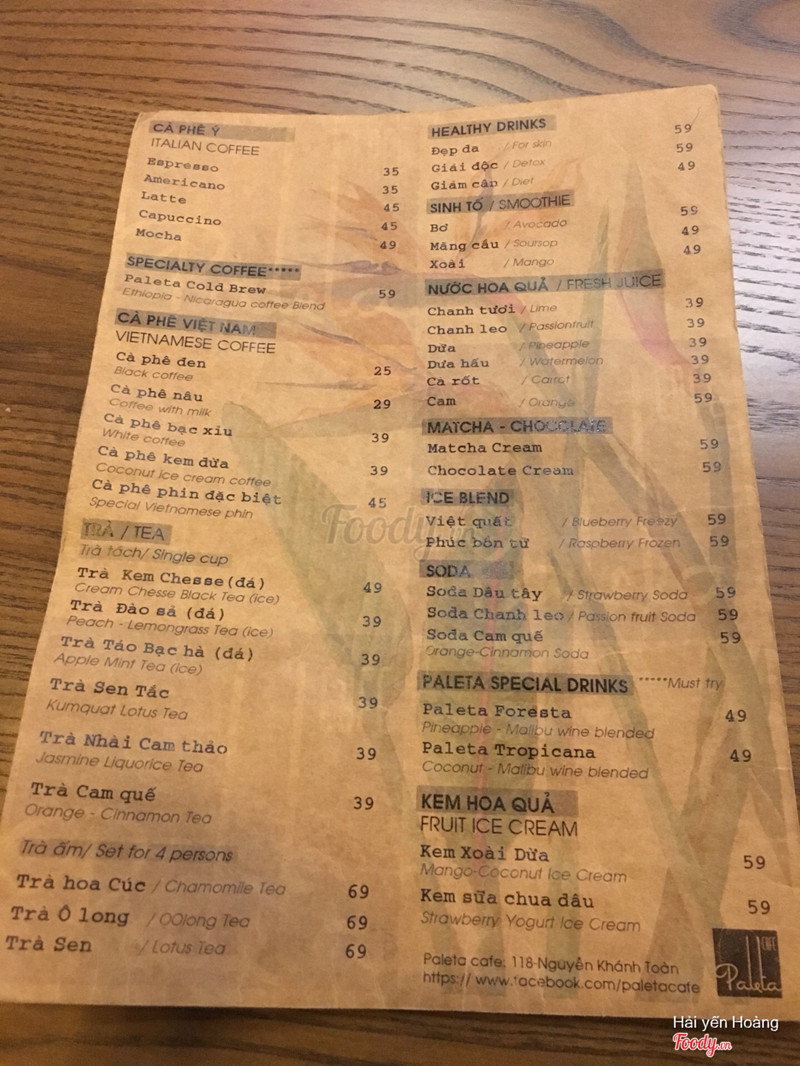 CÀ PHÊ Ý
ITALIAN COFFEE
Espresso 35
Americano 35
Latte 45
Capuccino 45
Mocha 49
SPECIALTY COFFEE*****
Paleta Cold Brew 59
Ethiopia - Nicaragua coffee Blend
CÀ PHÊ VIỆT NAM
VIETNAMESE COFFEE
Cà phê đen 25
Black coffee
Cà phê nâu 29
Coffee with milk
Cà phê bạc xỉu 39
White coffee
Cà phê kem dừa 39
Coconut ice cream coffee
Cà phê phin đặc biệt 45
Special Vietnamese phin
TRÀ / TEA
Trà tách/ Single cup
Trà Kem Chesse (đá) 49
Cream Chesse Black Tea (ice)
Trà Đào sả (đá) 39
Peach - Lemongrass Tea (ice)
Trà Táo Bạc hà (đá) 39
Apple Mint Tea (ice)
Trà Sen Tắc 39
Kumquat Lotus Tea
Trà Nhài Cam thảo 39
Jasmine Liquorice Tea
Trà Cam quế 39
Orange - Cinnamon Tea
Trà ấm/ Set for 4 persons
Trà hoa Cúc / Chamomile Tea 69
Trà Ô long / OOlong Tea 69
Trà Sen / Lotus Tea 69
HEALTHY DRINKS
Đẹp da / For skin 59
Giải độc / Detox 59
Giảm cân / Diet 49
SINH TỐ / SMOOTHIE
Bơ / Avocado 59
Mãng cầu / Soursop 49
Xoài / Mango 49
NƯỚC HOA QUẢ / FRESH JUICE
Chanh tươi / Lime 39
Chanh leo / Passionfruit 39
Dứa / Pineapple 39
Dưa hấu / Watermelon 39
Cà rốt / Carrot 39
Cam / Orange 59
MATCHA - CHOCOLATE
Matcha Cream 59
Chocolate Cream 59
ICE BLEND
Việt quất / Blueberry Freezy 59
Phúc bồn tử / Raspberry Frozen 59
SODA
Soda Dâu tây / Strawberry Soda 59
Soda Chanh leo / Passion fruit Soda 59
Soda Cam quế 59
Orange-Cinnamon Soda
PALETA SPECIAL DRINKS *****Must try
Paleta Foresta 49
Pineapple - Malibu wine blended
Paleta Tropicana 49
Coconut - Malibu wine blended
KEM HOA QUẢ
FRUIT ICE CREAM
Kem Xoài Dừa 59
Mango-Coconut Ice Cream
Kem sữa chua dâu 59
Strawberry Yogurt Ice Cream
Paleta cafe: 118-Nguyễn Khánh Toàn
https:// www.facebook.com/paletacafe
CAFE
Paleta
Foody.vn
Hải yến Hoàng
Foody.vn